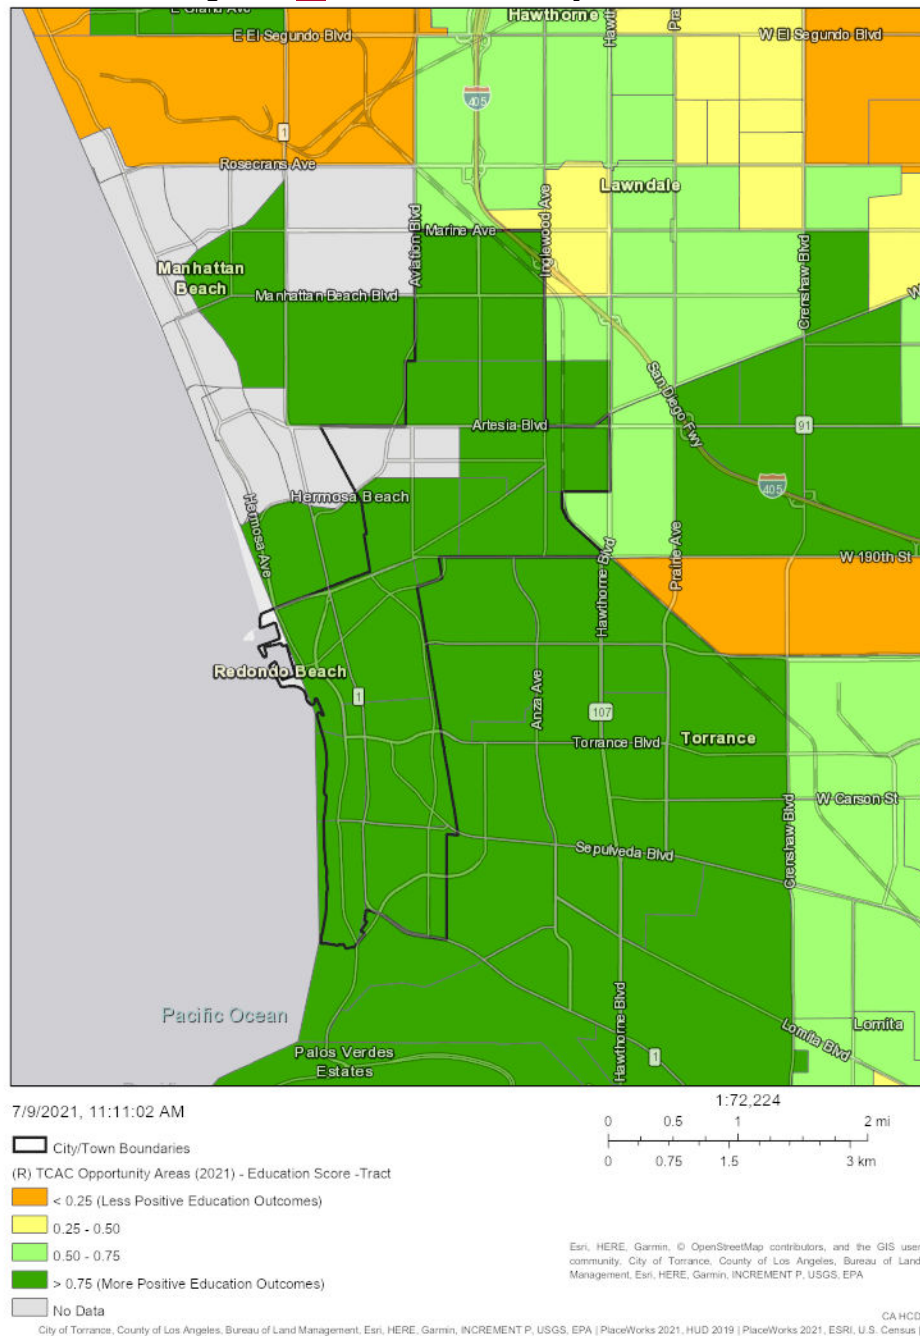 E Grand Ave
Hawthorne
Hawth
Prai
E El Segundo Blvd
W El Segundo Blvd
405
1
Rosecrans Ave
Lawndale
Inglewood Ave
Aviation Blvd
Marine Ave
Crenshaw Blvd
Manhattan
Beach
Manhattan Beach Blvd
W
San Diego Fwy
Artesia Blvd
91
405
Hermosa Beach
Hermosa Ave
W 190th St
Prairie Ave
Hawthorne Blvd
Redondo Beach
1
Anza Ave
107
Torrance Blvd
Torrance
W Carson St
Crenshaw Blvd
Sepulveda Blvd
Pacific Ocean
Hawthorne Blvd
Lomita Blvd
Lomita
Palos Verdes
Estates
1
7/9/2021, 11:11:02 AM
1:72,224
0 0.5 1 2 mi
0 0.75 1.5 3 km
City/Town Boundaries
(R) TCAC Opportunity Areas (2021) - Education Score -Tract
< 0.25 (Less Positive Education Outcomes)
0.25 - 0.50
0.50 - 0.75
> 0.75 (More Positive Education Outcomes)
No Data
Esri, HERE, Garmin, © OpenStreetMap contributors, and the GIS user
community, City of Torrance, County of Los Angeles, Bureau of Land
Management, Esri, HERE, Garmin, INCREMENT P, USGS, EPA
CA HCD
City of Torrance, County of Los Angeles, Bureau of Land Management, Esri, HERE, Garmin, INCREMENT P, USGS, EPA | PlaceWorks 2021, HUD 2019 | PlaceWorks 2021, ESRI, U.S. Census